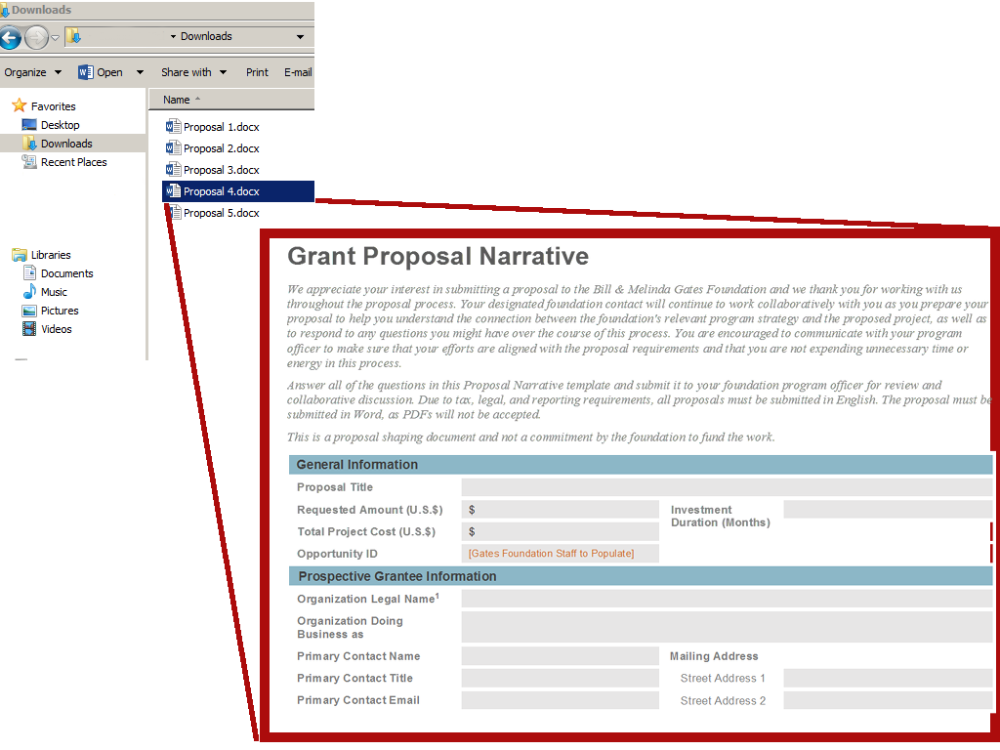 Downloads
Downloads
Organize
Open
Share with
Print
E-mail
Favorites
Desktop
Downloads
Recent Places
Libraries
Documents
Music
Pictures
Videos
Name
Proposal 1.docx
Proposal 2.docx
Proposal 3.docx
Proposal 4.docx
Proposal 5.docx
Grant Proposal Narrative
We appreciate your interest in submitting a proposal to the Bill & Melinda Gates Foundation and we thank you for working with us
throughout the proposal process. Your designated foundation contact will continue to work collaboratively with you as you prepare your
proposal to help you understand the connection between the foundation's relevant program strategy and the proposed project, as well as
to respond to any questions you might have over the course of this process. You are encouraged to communicate with your program
officer to make sure that your efforts are aligned with the proposal requirements and that you are not expending unnecessary time or
energy in this process.
Answer all of the questions in this Proposal Narrative template and submit it to your foundation program officer for review and
collaborative discussion. Due to tax, legal, and reporting requirements, all proposals must be submitted in English. The proposal must be
submitted in Word, as PDFs will not be accepted.
This is a proposal shaping document and not a commitment by the foundation to fund the work.
General Information
Proposal Title
Requested Amount (U.S.$) $
Investment
Duration (Months)
Total Project Cost (U.S.$) $
Opportunity ID [Gates Foundation Staff to Populate]
Prospective Grantee Information
Organization Legal Name1
Organization Doing
Business as
Primary Contact Name
Mailing Address
Primary Contact Title
Street Address 1
Primary Contact Email
Street Address 2